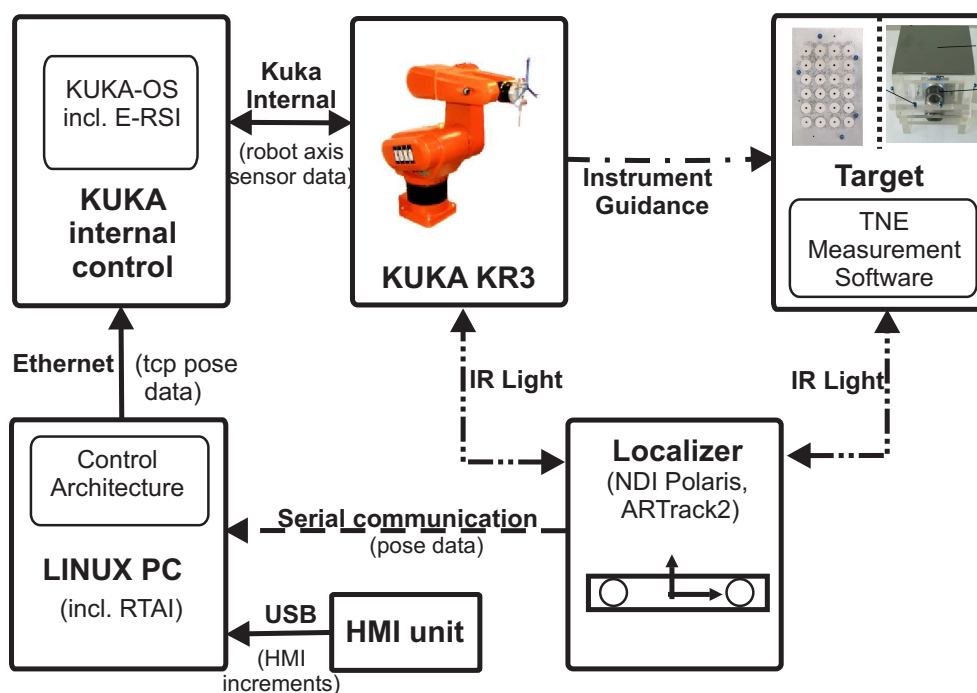 KUKA-OS
incl. E-RSI
KUKA
internal
control
Kuka
Internal
(robot axis
sensor data)
KUKA KR3
Instrument
Guidance
Target
TNE
Measurement
Software
Ethernet
(tcp pose
data)
IR Light
IR Light
Control
Architecture
LINUX PC
(incl. RTAI)
Serial communication
(pose data)
Localizer
(NDI Polaris,
ARTrack2)
USB
(HMI
increments)
HMI unit